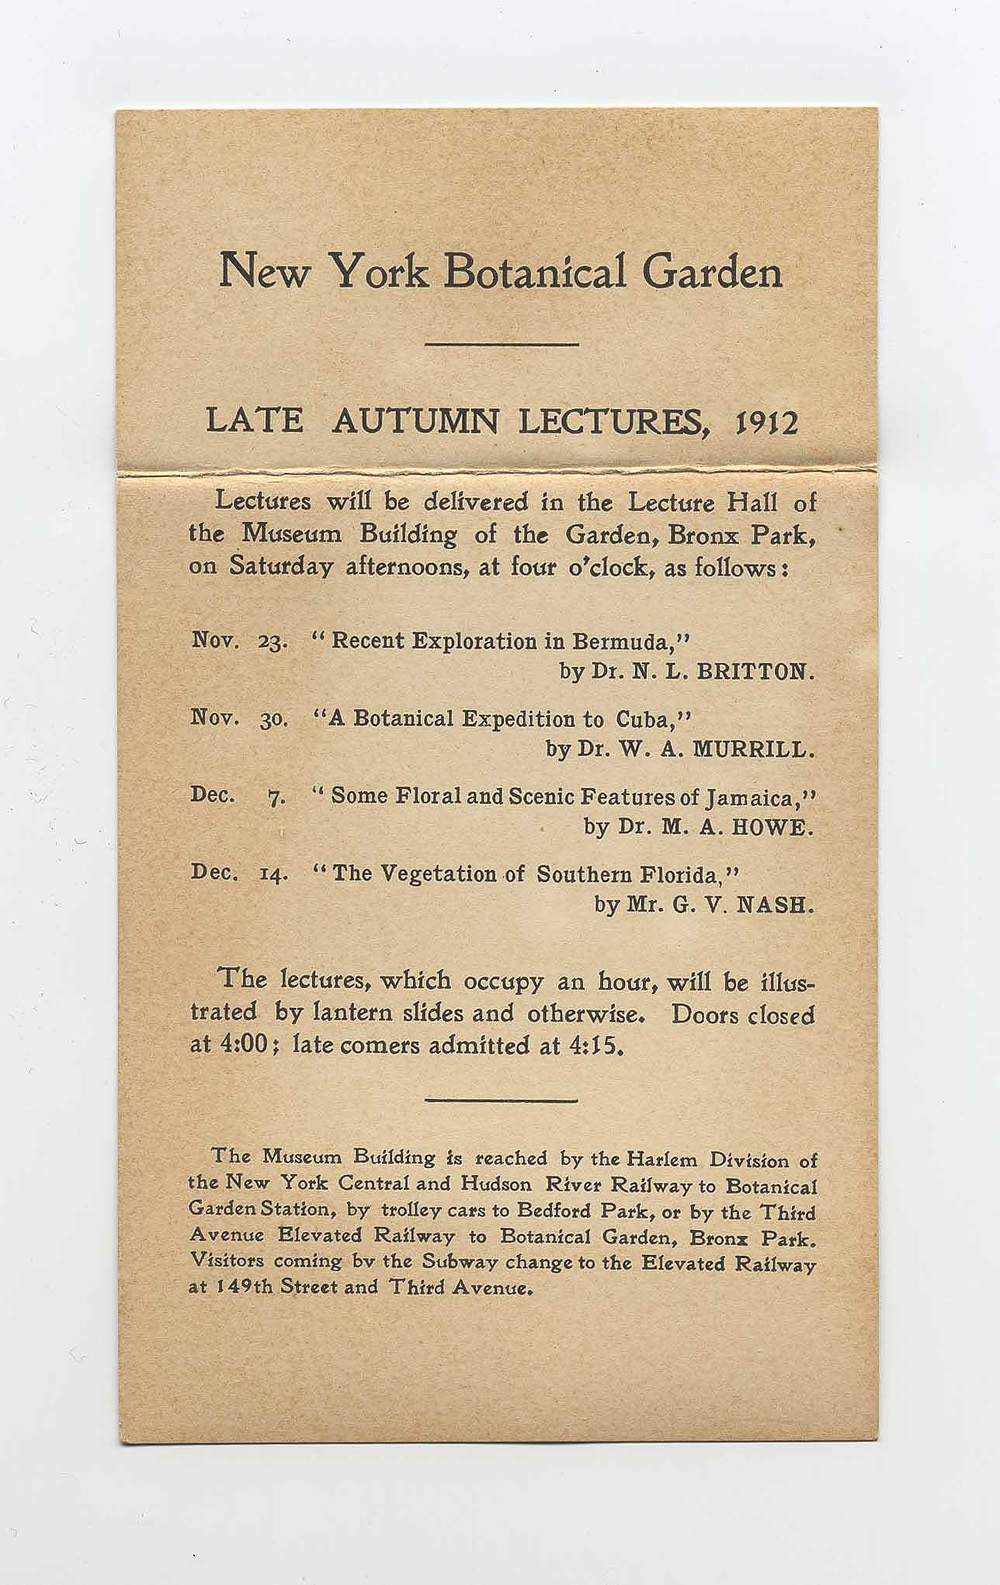 New York Botanical Garden
LATE AUTUMN LECTURES, 1912
Lectures will be delivered in the Lecture Hall of
the Museum Building of the Garden, Bronx Park,
on Saturday afternoons, at four o'clock, as follows:
Nov. 23. "Recent Exploration in Bermuda,"
by Dr. N. L. BRITTON.
Nov. 30. "A Botanical Expedition to Cuba,"
by Dr. W. A. MURRILL.
Dec. 7. "Some Floral and Scenic Features of Jamaica,"
by Dr. M. A. HOWE.
Dec. 14. "The Vegetation of Southern Florida,"
by Mr. G. V. NASH.
The lectures, which occupy an hour, will be illus-
trated by lantern slides and otherwise. Doors closed
at 4:00; late comers admitted at 4:15.
The Museum Building is reached by the Harlem Division of
the New York Central and Hudson River Railway to Botanical
Garden Station, by trolley cars to Bedford Park, or by the Third
Avenue Elevated Railway to Botanical Garden, Bronx Park.
Visitors coming by the Subway change to the Elevated Railway
at 149th Street and Third Avenue.